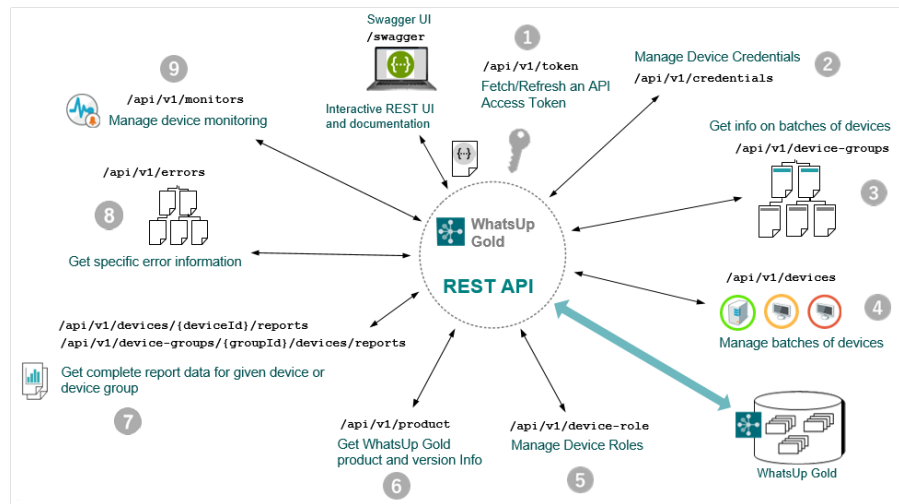 Swagger UI
/swagger
{···}
Interactive REST UI
and documentation
{···}
1
/api/v1/token
Fetch/Refresh an API
Access Token
Manage Device Credentials
2
/api/v1/credentials
Get info on batches of devices
/api/v1/device-groups
3
/api/v1/devices
4
Manage batches of devices
WhatsUp Gold
/api/v1/device-role
Manage Device Roles
5
/api/v1/product
Get WhatsUp Gold
product and version Info
6
/api/v1/devices/{deviceId}/reports
/api/v1/device-groups/{groupId}/devices/reports
Get complete report data for given device or
device group
7
/api/v1/errors
8
Get specific error information
9
/api/v1/monitors
Manage device monitoring
WhatsUp
Gold
REST API